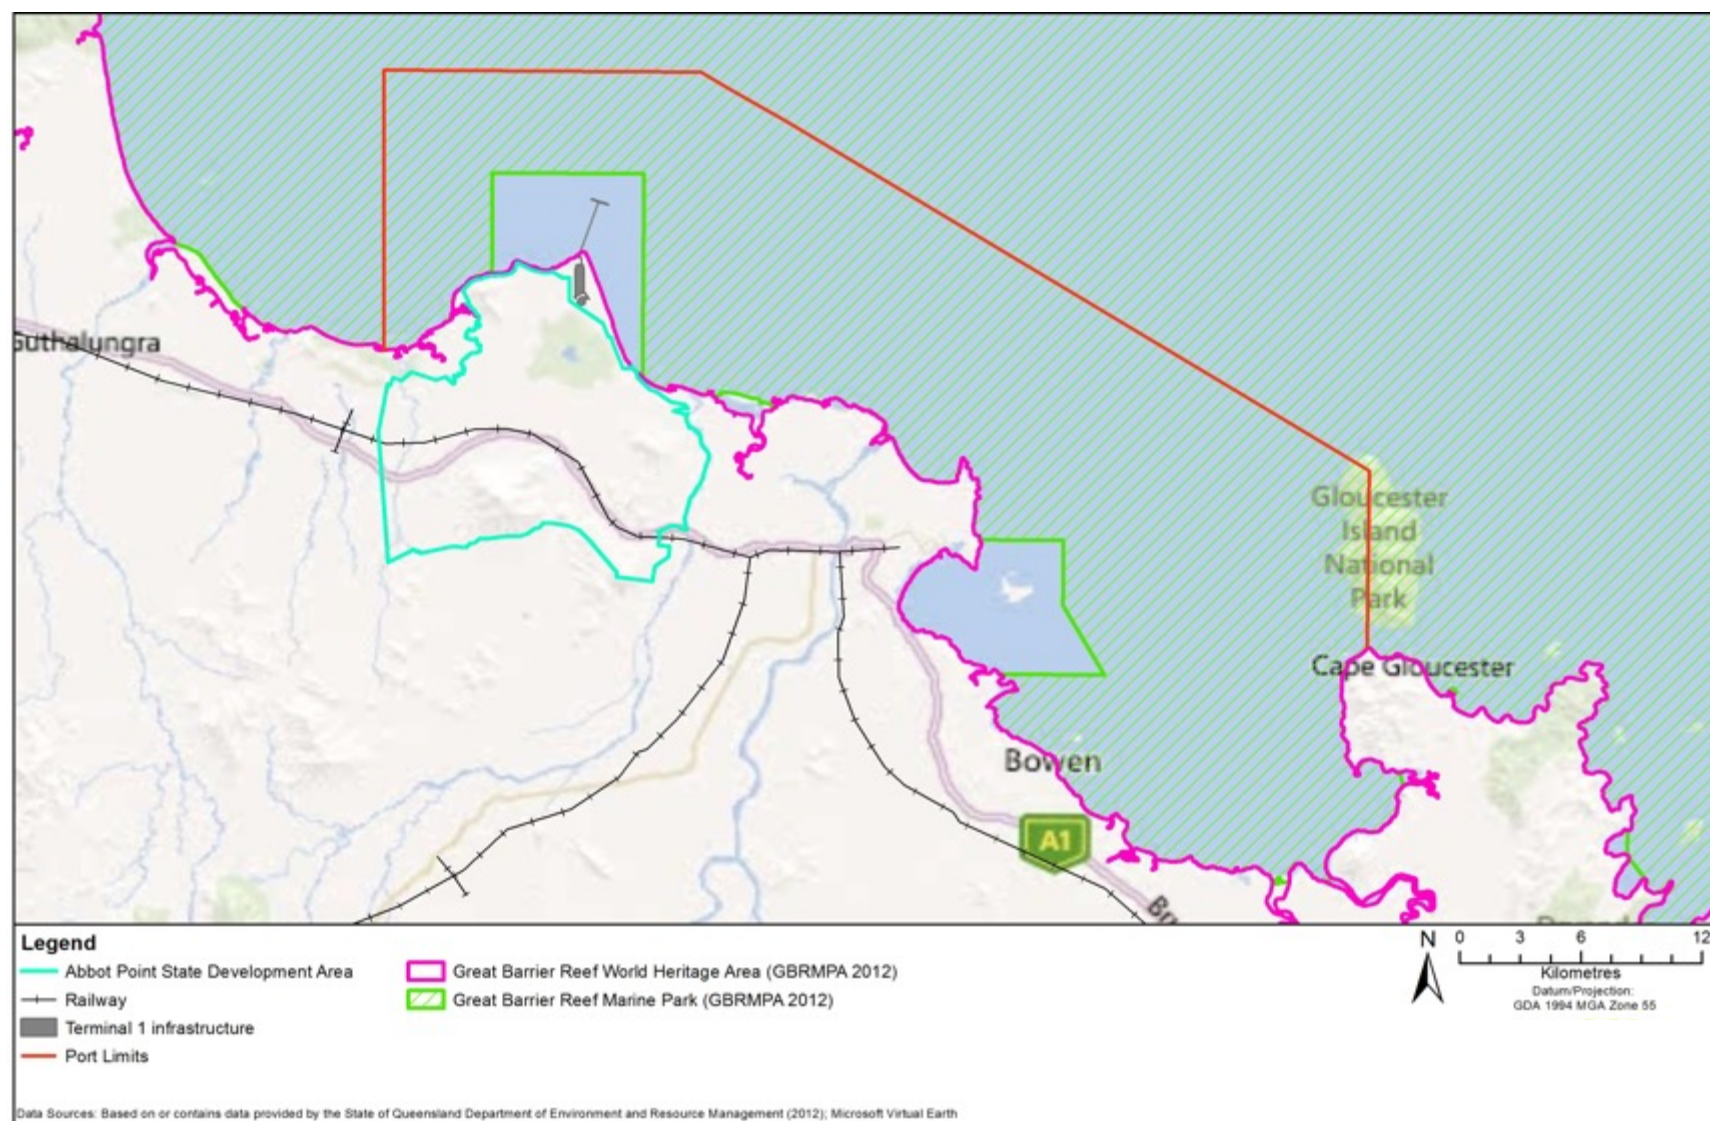 Guthalungra
Gloucester
Island
National
Park
Cape Gloucester
Bowen
A1
Legend
Abbot Point State Development Area
Railway
Terminal 1 infrastructure
Port Limits
Great Barrier Reef World Heritage Area (GBRMPA 2012)
Great Barrier Reef Marine Park (GBRMPA 2012)
N
0 3 6 12
Kilometres
Datum/Projection:
GDA 1994 MGA Zone 55
Data Sources: Based on or contains data provided by the State of Queensland Department of Environment and Resource Management (2012); Microsoft Virtual Earth